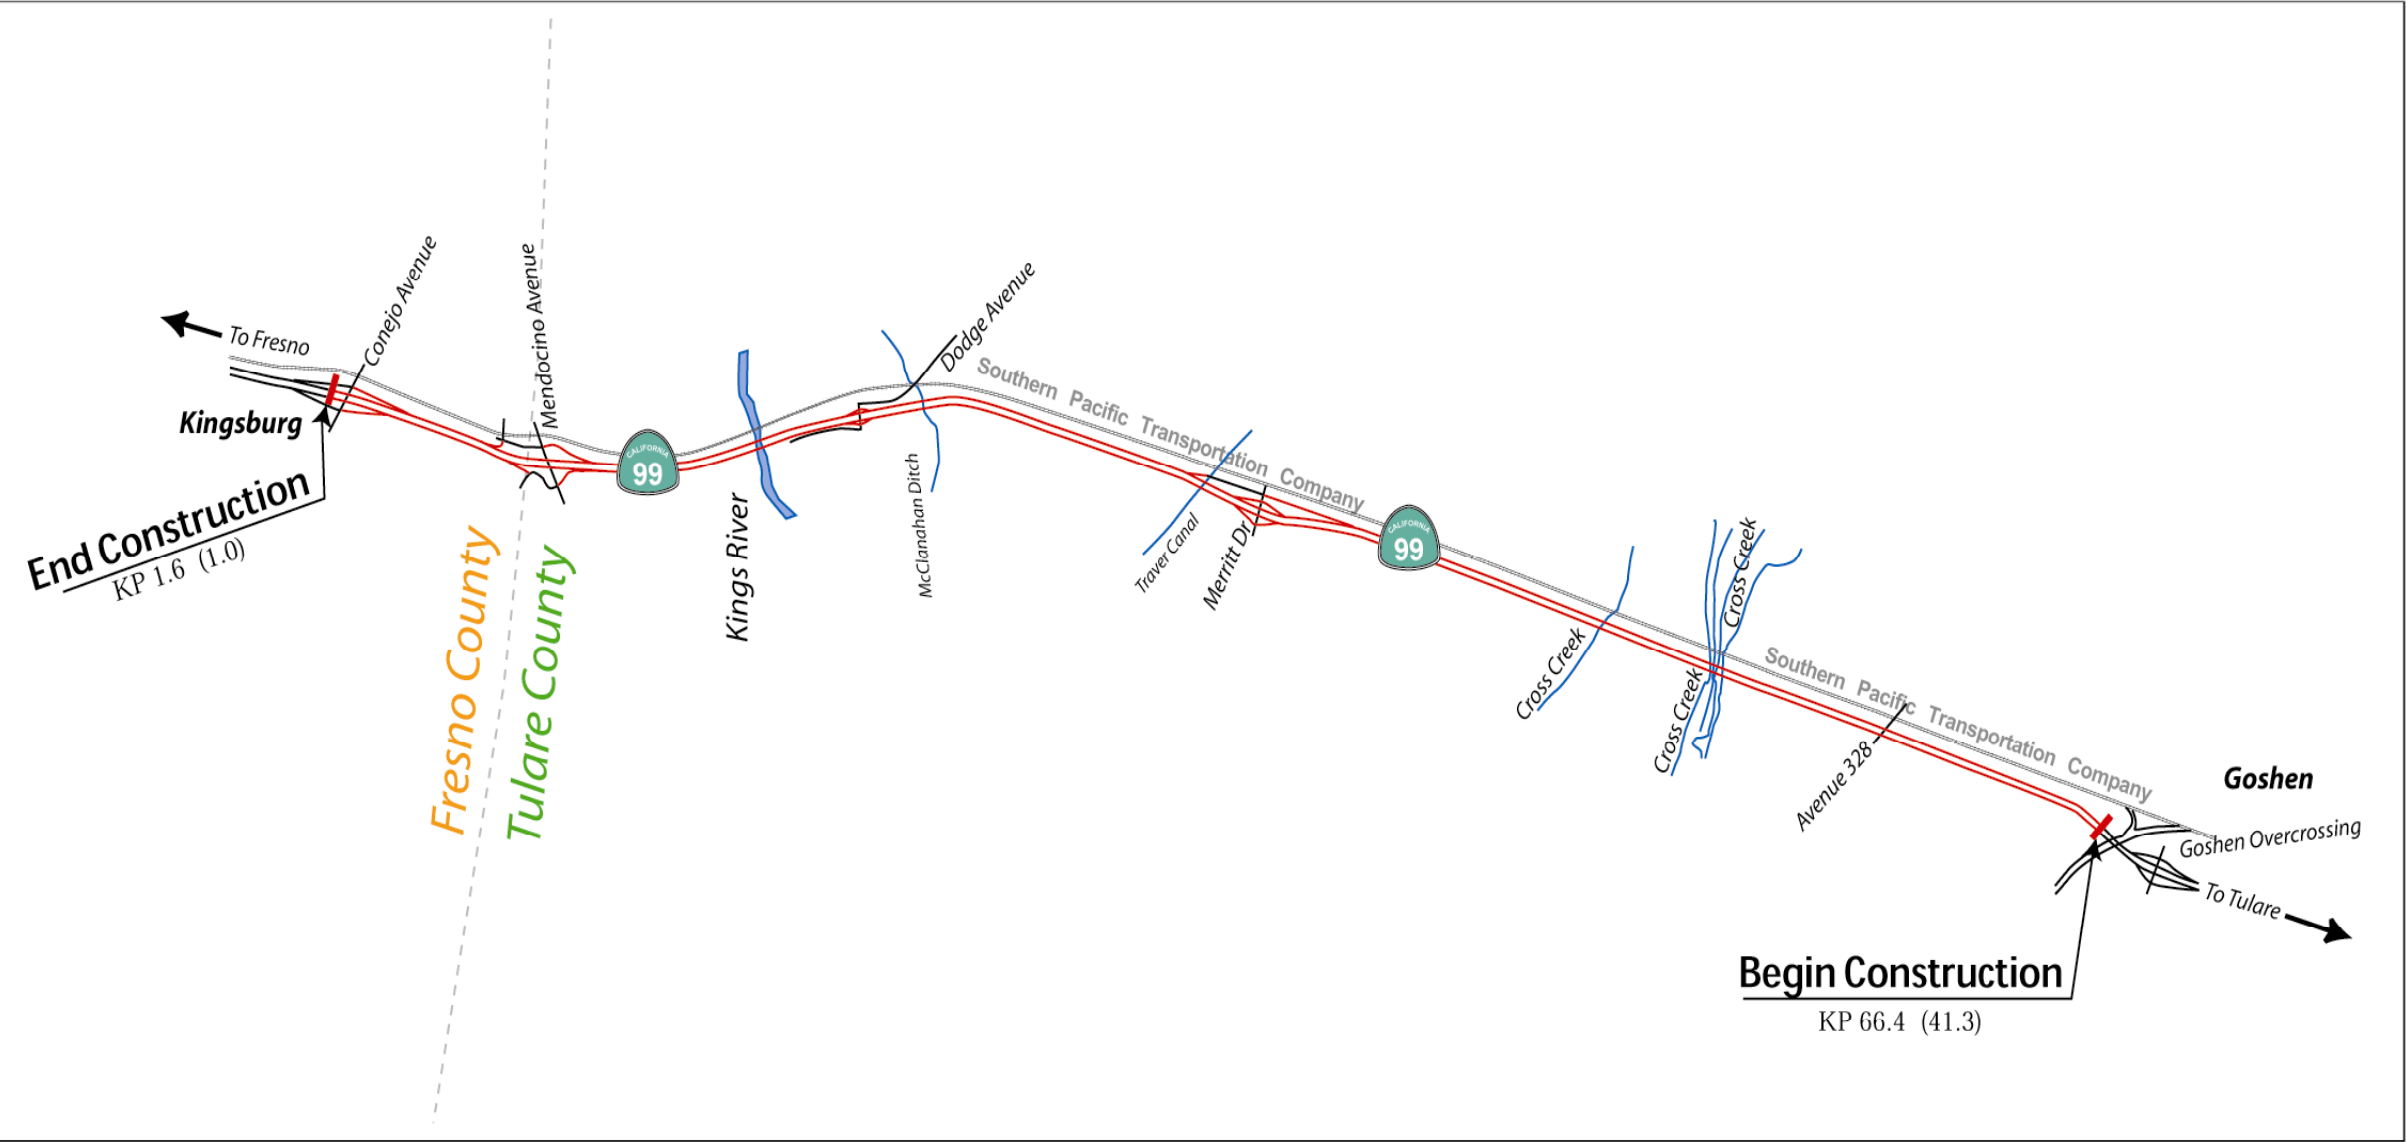 To Fresno
Conejo Avenue
Kingsburg
End Construction
KP 1.6 (1.0)
Mendocino Avenue
Fresno County
Tulare County
CALIFORNIA
99
Kings River
McClanahan Ditch
Dodge Avenue
Southern Pacific Transportation Company
Traver Canal
Merritt Dr.
CALIFORNIA
99
Cross Creek
Cross Creek
Cross Creek
Southern Pacific Transportation Company
Avenue 328
Goshen
Goshen Overcrossing
To Tulare
Begin Construction
KP 66.4 (41.3)